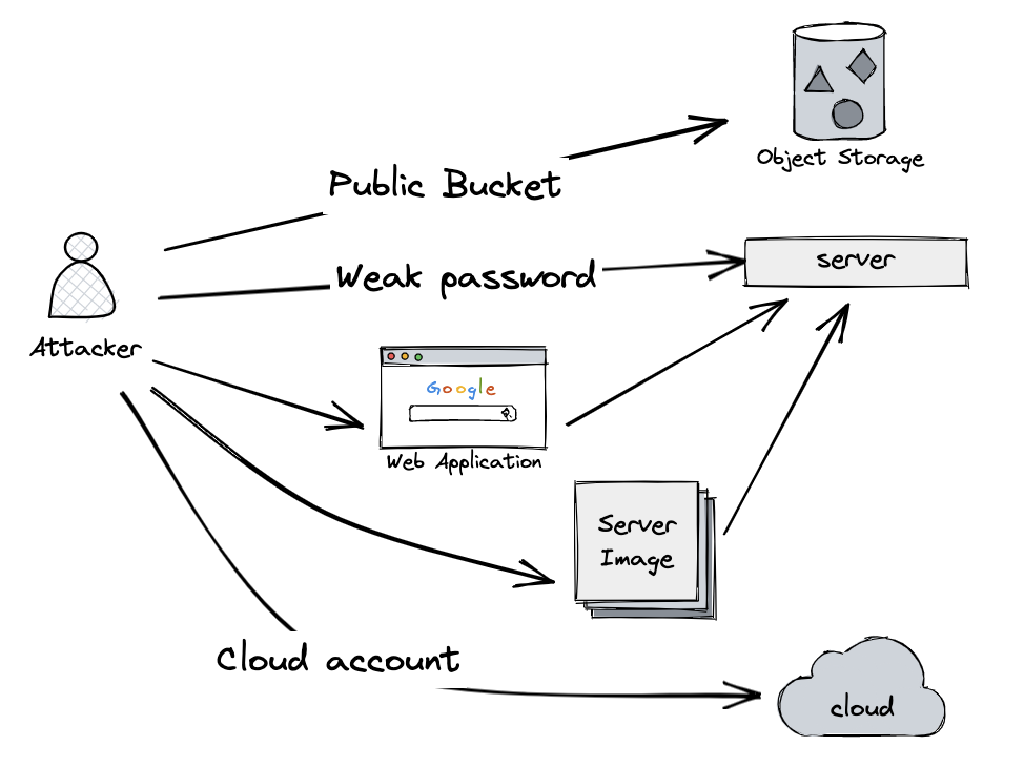 Object Storage
Public Bucket
server
Weak password
Attacker
Google
Web Application
Server
Image
Cloud account
cloud